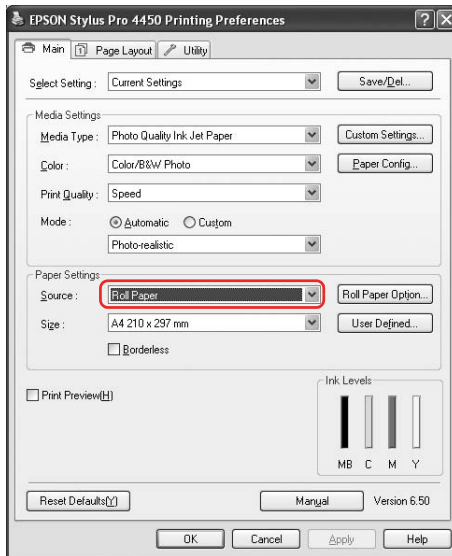 EPSON Stylus Pro 4450 Printing Preferences
Main Page Layout Utility
Select Setting : Current Settings Save/Del...
Media Settings
Media Type : Photo Quality Ink Jet Paper Custom Settings...
Color : Color/B&W Photo Paper Config...
Print Quality : Speed
Mode : Automatic Custom
Photo-realistic
Paper Settings
Source : Roll Paper Roll Paper Option...
Size : A4 210 x 297 mm User Defined...
Borderless
Print Preview(H)
Ink Levels
MB C M Y
Reset Defaults(Y) Manual Version 6.50
OK Cancel Apply Help